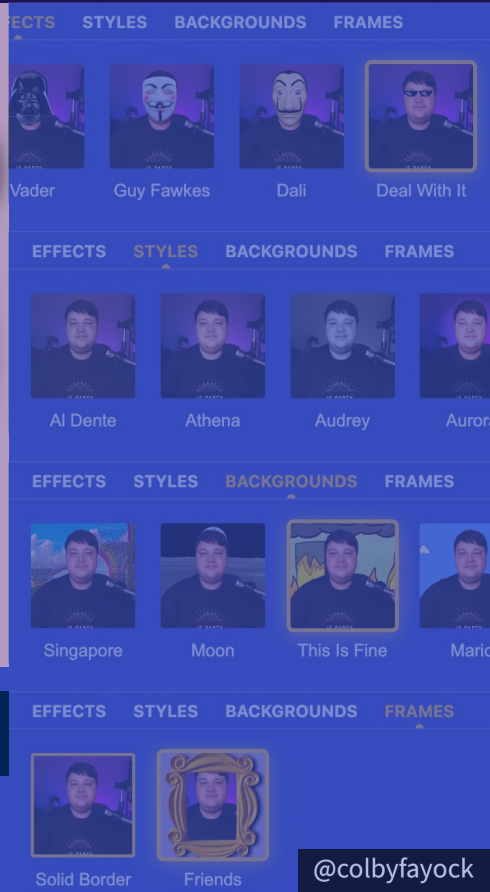 FECTS STYLES BACKGROUNDS FRAMES
Vader Guy Fawkes Dali Deal With It
EFFECTS STYLES BACKGROUNDS FRAMES
Al Dente Athena Audrey Auror
EFFECTS STYLES BACKGROUNDS FRAMES
Singapore Moon This Is Fine Mario
EFFECTS STYLES BACKGROUNDS FRAMES
Solid Border Friends
@colbyfayock